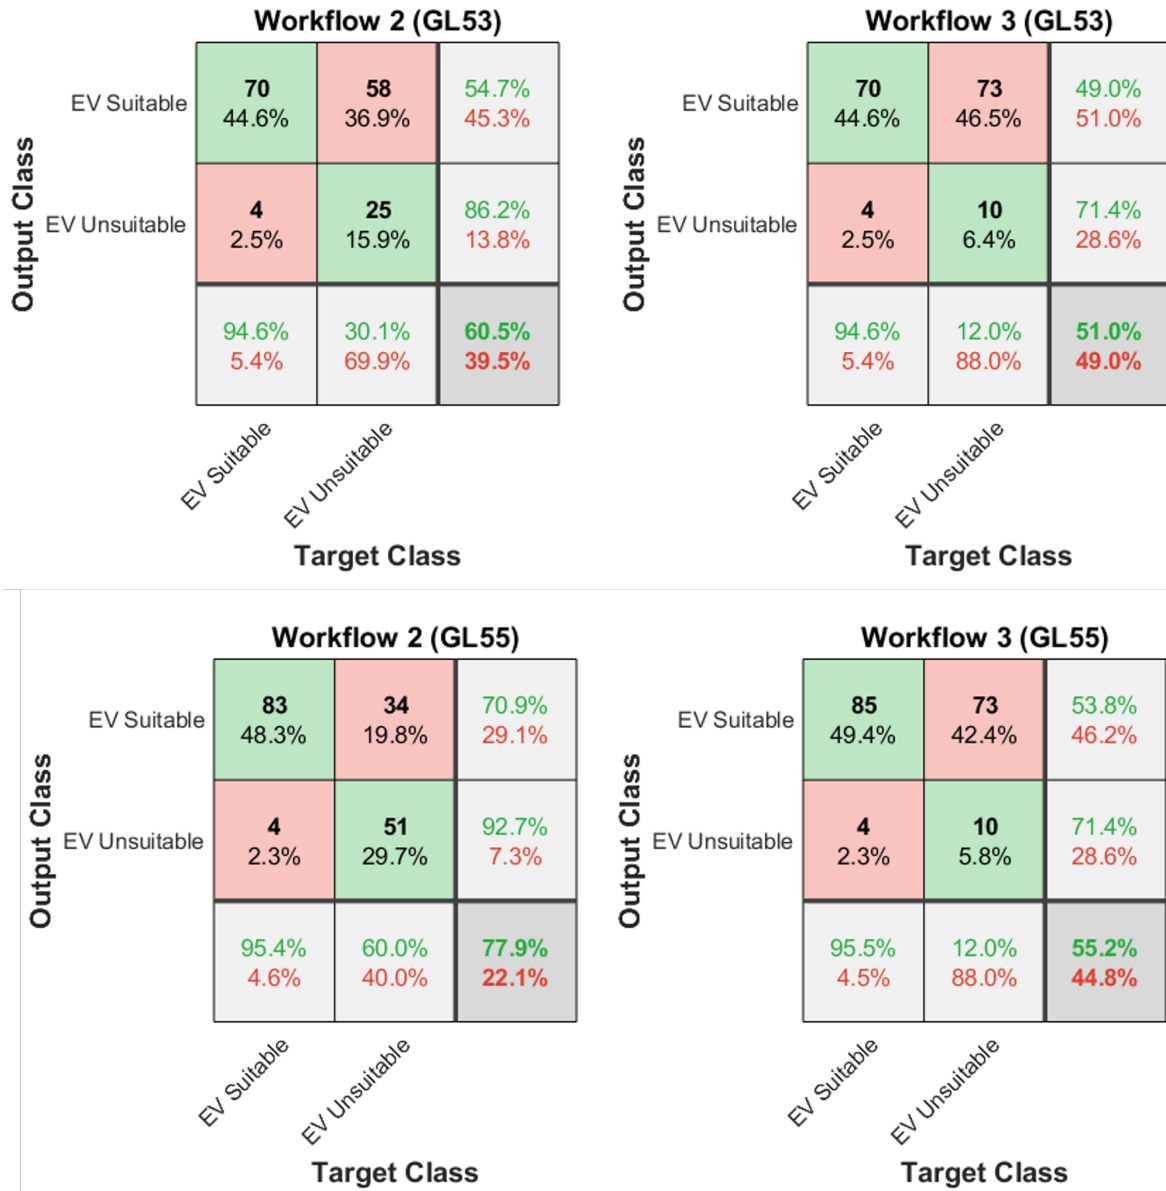 Workflow 2 (GL53)
EV Suitable
70
44.6%
58
36.9%
54.7%
45.3%
EV Unsuitable
4
2.5%
25
15.9%
86.2%
13.8%
94.6%
5.4%
30.1%
69.9%
60.5%
39.5%
Output Class
EV Suitable
EV Unsuitable
Target Class
Workflow 3 (GL53)
EV Suitable
70
44.6%
73
46.5%
49.0%
51.0%
EV Unsuitable
4
2.5%
10
6.4%
71.4%
28.6%
94.6%
5.4%
12.0%
88.0%
51.0%
49.0%
Output Class
EV Suitable
EV Unsuitable
Target Class
Workflow 2 (GL55)
EV Suitable
83
48.3%
34
19.8%
70.9%
29.1%
EV Unsuitable
4
2.3%
51
29.7%
92.7%
7.3%
95.4%
4.6%
60.0%
40.0%
77.9%
22.1%
Output Class
EV Suitable
EV Unsuitable
Target Class
Workflow 3 (GL55)
EV Suitable
85
49.4%
73
42.4%
53.8%
46.2%
EV Unsuitable
4
2.3%
10
5.8%
71.4%
28.6%
95.5%
4.5%
12.0%
88.0%
55.2%
44.8%
Output Class
EV Suitable
EV Unsuitable
Target Class